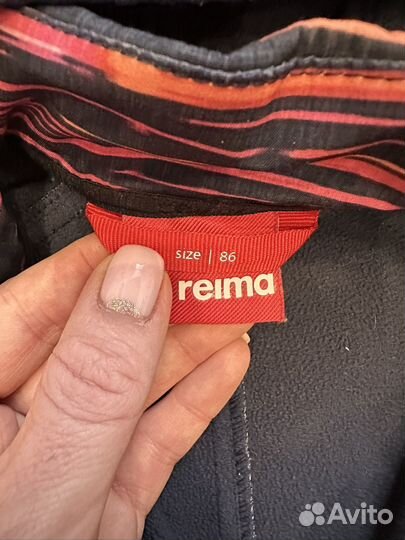 size | 86
reima
Avito